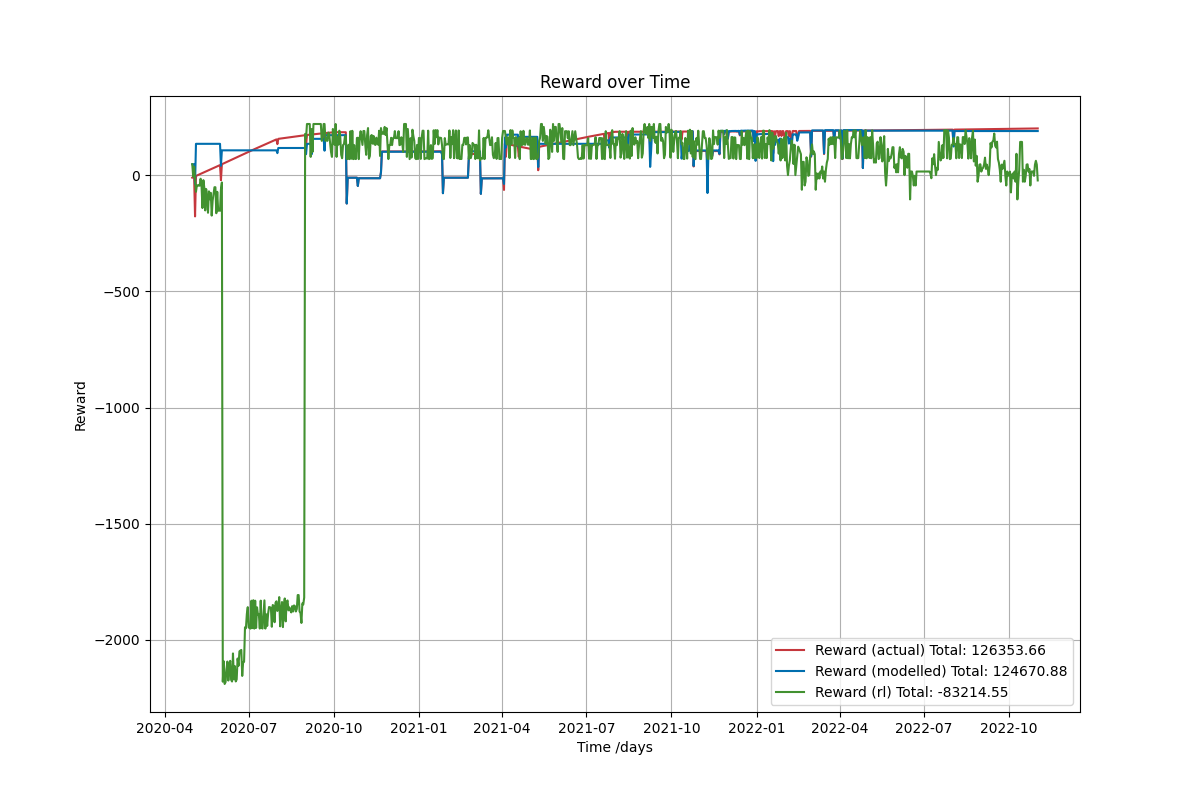 Reward over Time
Reward
0
−500
−1000
−1500
−2000
2020-04 2020-07 2020-10 2021-01 2021-04 2021-07 2021-10 2022-01 2022-04 2022-07 2022-10
Time /days
Reward (actual) Total: 126353.66
Reward (modelled) Total: 124670.88
Reward (rl) Total: -83214.55